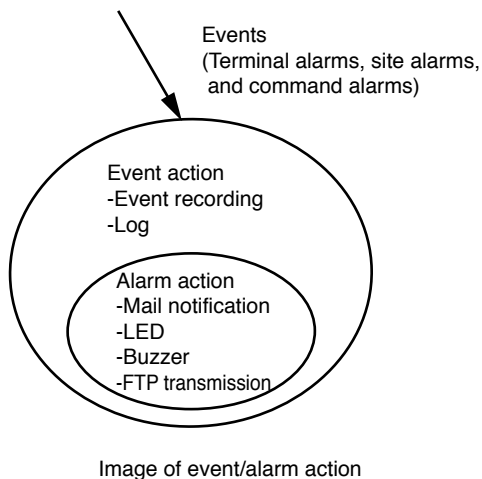 Events
(Terminal alarms, site alarms,
and command alarms)
Event action
-Event recording
-Log
Alarm action
-Mail notification
-LED
-Buzzer
-FTP transmission
Image of event/alarm action